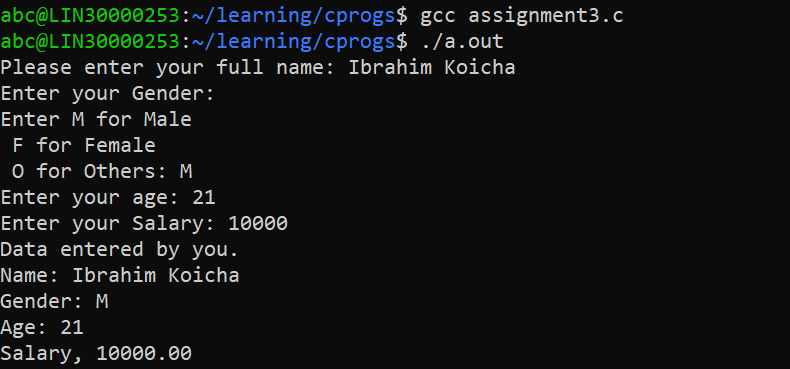 abc@LIN30000253:~/learning/cprogs$ gcc assignment3.c
abc@LIN30000253:~/learning/cprogs$ ./a.out
Please enter your full name: Ibrahim Koicha
Enter your Gender:
Enter M for Male
 F for Female
 O for Others: M
Enter your age: 21
Enter your Salary: 10000
Data entered by you.
Name: Ibrahim Koicha
Gender: M
Age: 21
Salary, 10000.00